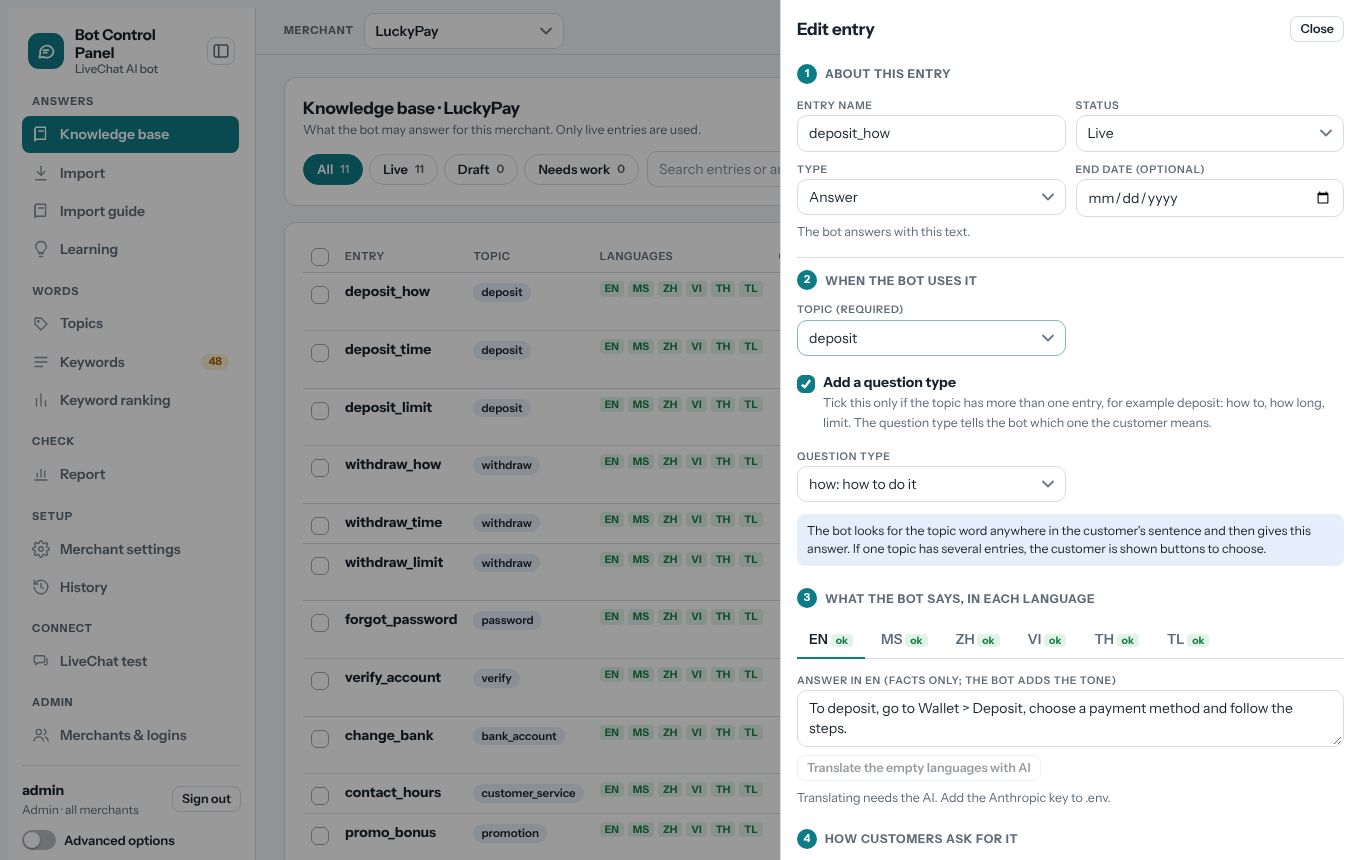 Bot Control
Panel
LiveChat AI bot
ANSWERS
Knowledge base
Import
Import guide
Learning
WORDS
Topics
Keywords 48
Keyword ranking
CHECK
Report
SETUP
Merchant settings
History
CONNECT
LiveChat test
ADMIN
Merchants & logins
admin
Admin · all merchants
Sign out
Advanced options
MERCHANT LuckyPay
Knowledge base · LuckyPay
What the bot may answer for this merchant. Only live entries are used.
All 11 Live 11 Draft 0 Needs work 0 Search entries or
ENTRY TOPIC LANGUAGES
deposit_how deposit EN MS ZH VI TH TL
deposit_time deposit EN MS ZH VI TH TL
deposit_limit deposit EN MS ZH VI TH TL
withdraw_how withdraw EN MS ZH VI TH TL
withdraw_time withdraw EN MS ZH VI TH TL
withdraw_limit withdraw EN MS ZH VI TH TL
forgot_password password EN MS ZH VI TH TL
verify_account verify EN MS ZH VI TH TL
change_bank bank_account EN MS ZH VI TH TL
contact_hours customer_service EN MS ZH VI TH TL
promo_bonus promotion EN MS ZH VI TH TL
Edit entry Close
1 ABOUT THIS ENTRY
ENTRY NAME STATUS
deposit_how Live
TYPE END DATE (OPTIONAL)
Answer mm/dd/yyyy
The bot answers with this text.
2 WHEN THE BOT USES IT
TOPIC (REQUIRED)
deposit
Add a question type
Tick this only if the topic has more than one entry, for example deposit: how to, how long,
limit. The question type tells the bot which one the customer means.
QUESTION TYPE
how: how to do it
The bot looks for the topic word anywhere in the customer's sentence and then gives this
answer. If one topic has several entries, the customer is shown buttons to choose.
3 WHAT THE BOT SAYS, IN EACH LANGUAGE
EN ok MS ok ZH ok VI ok TH ok TL ok
ANSWER IN EN (FACTS ONLY; THE BOT ADDS THE TONE)
To deposit, go to Wallet > Deposit, choose a payment method and follow the
steps.
Translate the empty languages with AI
Translating needs the AI. Add the Anthropic key to .env.
4 HOW CUSTOMERS ASK FOR IT